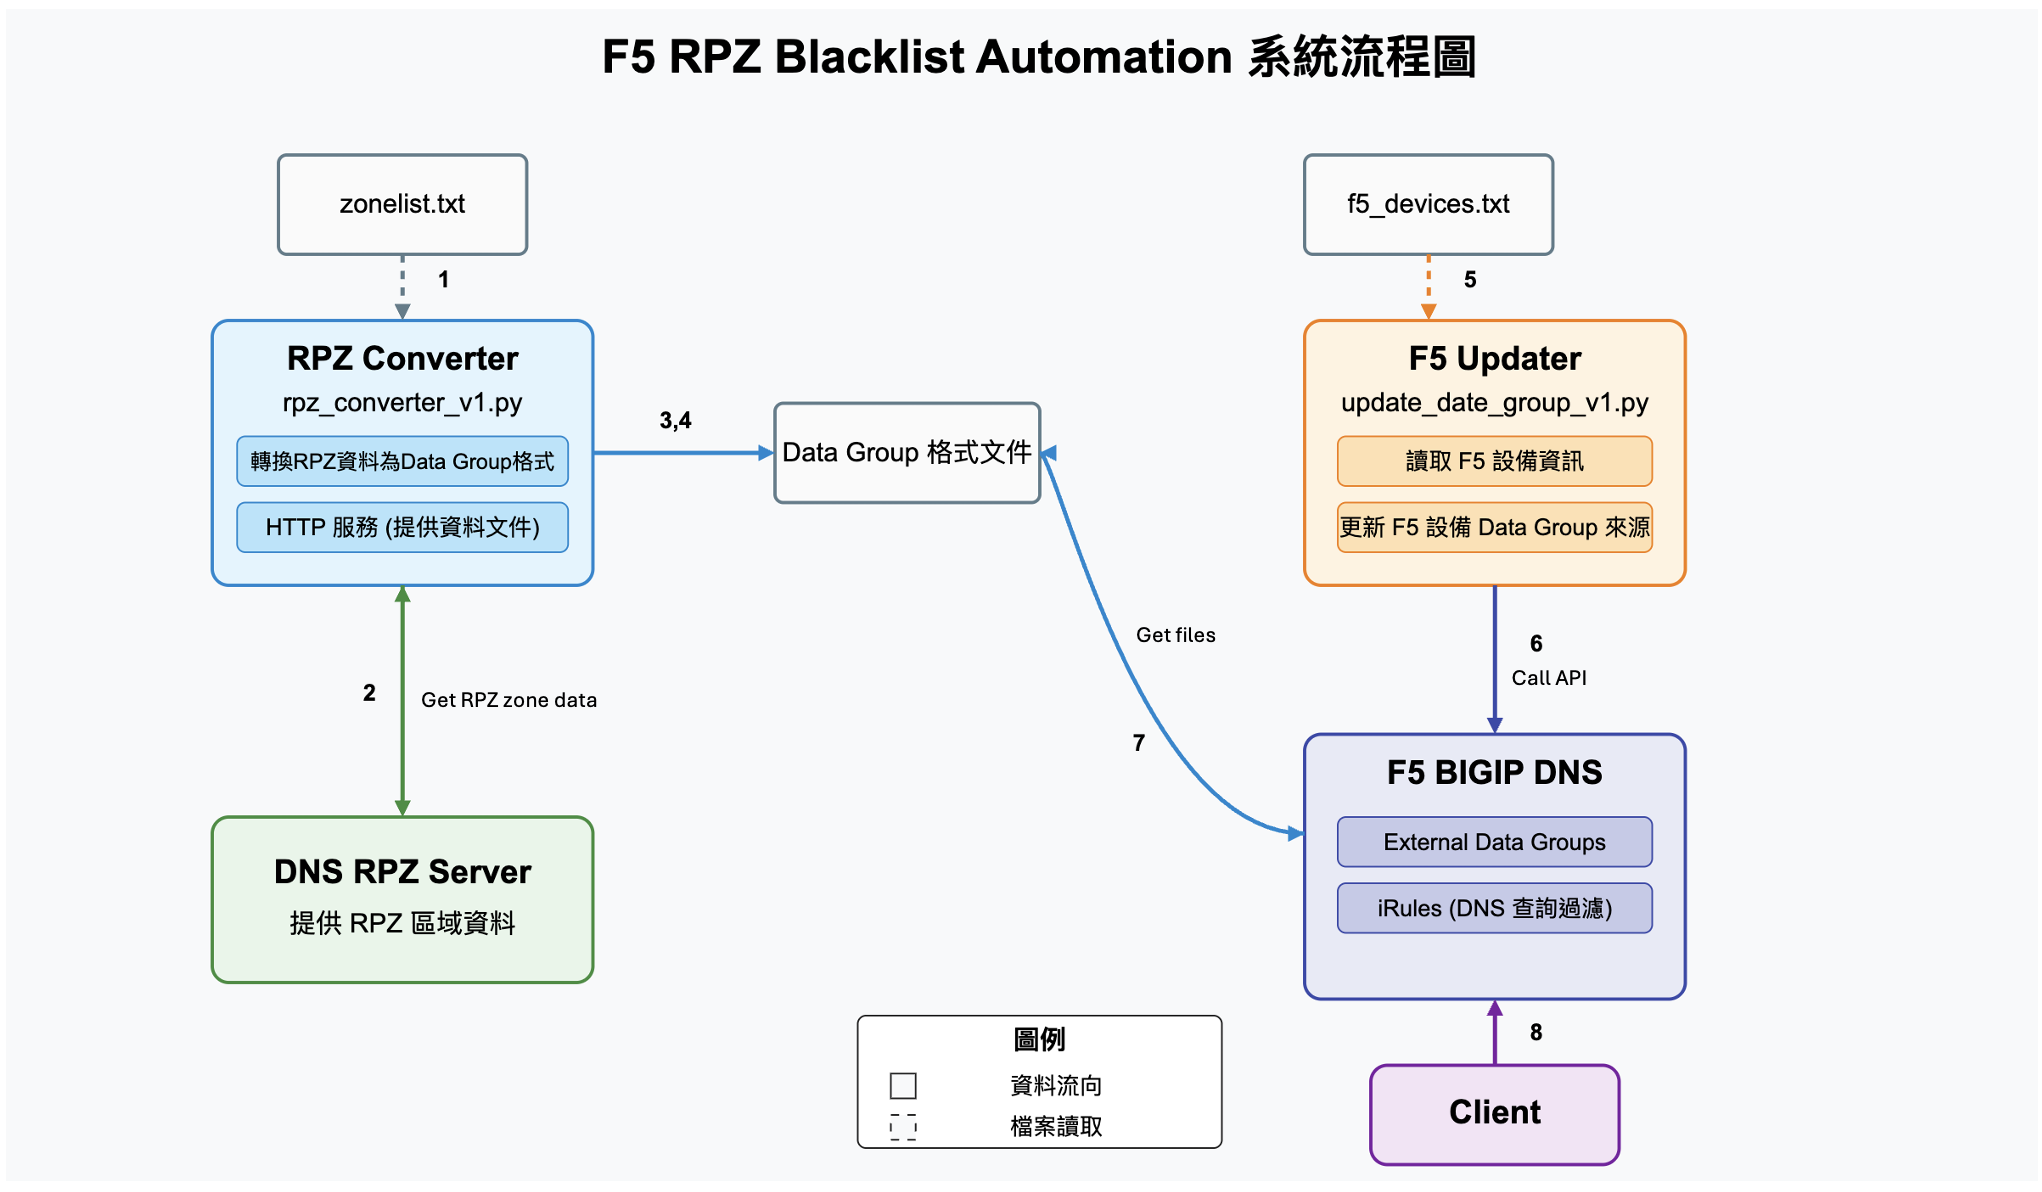 F5 RPZ Blacklist Automation 系統流程圖
zonelist.txt
1
RPZ Converter
rpz_converter_v1.py
轉換RPZ資料為Data Group格式
HTTP 服務 (提供資料文件)
2
Get RPZ zone data
DNS RPZ Server
提供 RPZ 區域資料
3,4
Data Group 格式文件
f5_devices.txt
5
F5 Updater
update_date_group_v1.py
讀取 F5 設備資訊
更新 F5 設備 Data Group 來源
6
Call API
Get files
7
F5 BIGIP DNS
External Data Groups
iRules (DNS 查詢過濾)
8
Client
圖例
資料流向
檔案讀取